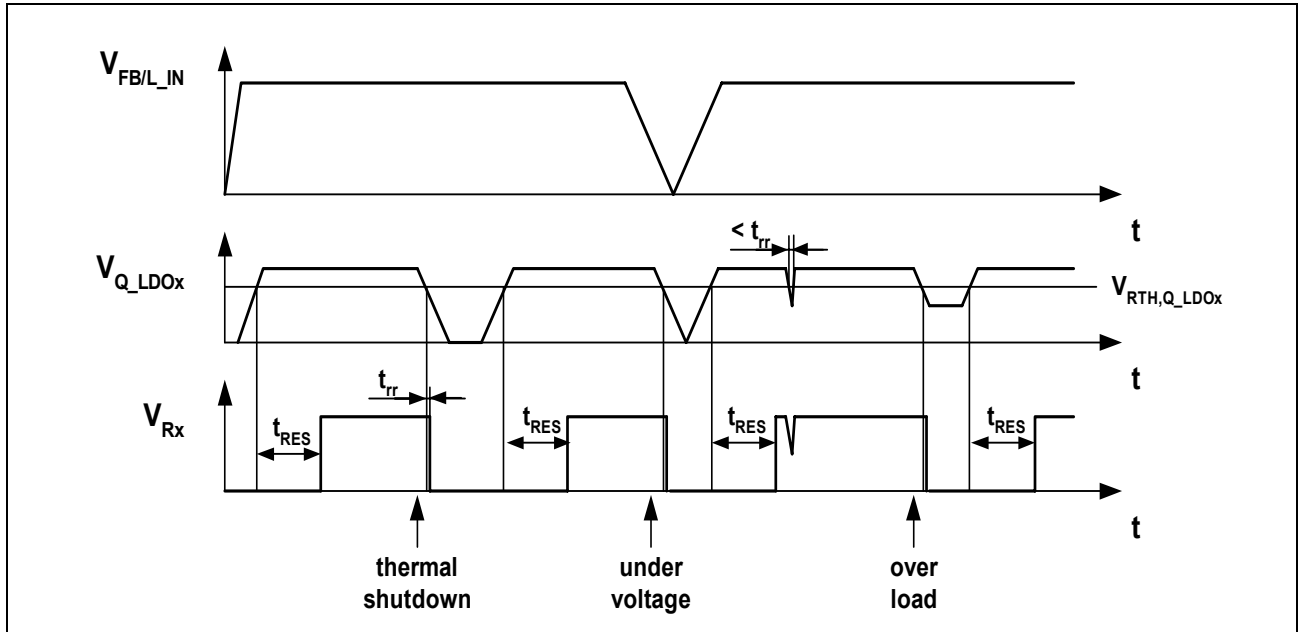 V_FB/L_IN
t
< t_rr
V_Q_LDOx
V_RTH,Q_LDOx
t
t_rr
V_Rx
t_RES
t_RES
t_RES
t_RES
t
thermal
shutdown
under
voltage
over
load